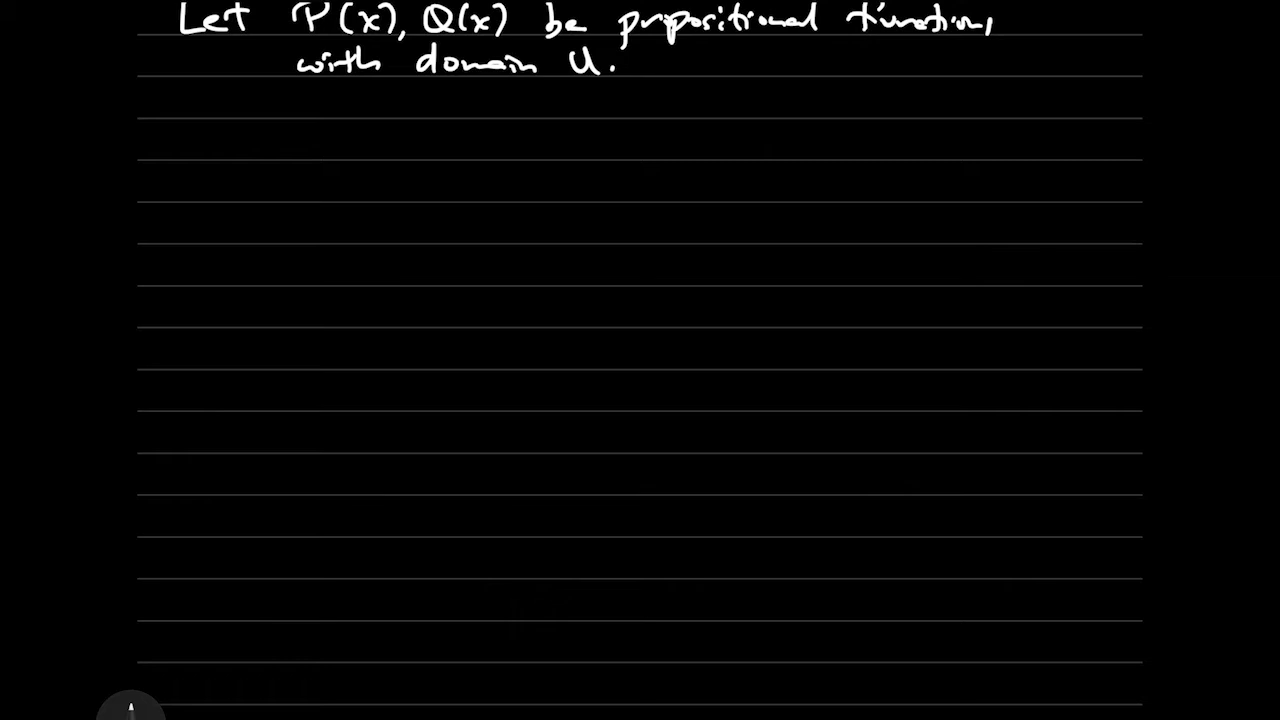 Let P(x), Q(x) be propositional functions
with domain U.